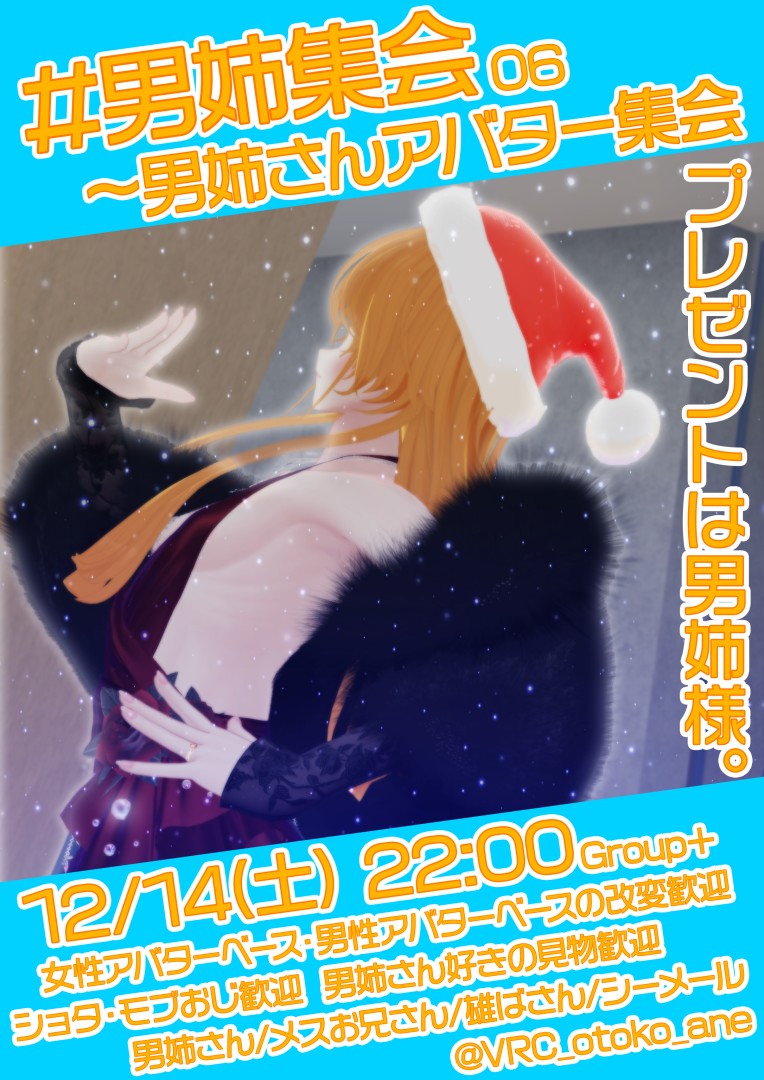 #男姉集会 06
～男姉さんアバター集会
プレゼントは男姉様。
12/14(土) 22:00 Group+
女性アバターベース・男性アバターベースの改変歓迎
ショタ・モブおじ歓迎 男姉さん好きの見物歓迎
男姉さん/メスお兄さん/雄ばさん/シーメール
@VRC_otoko_ane